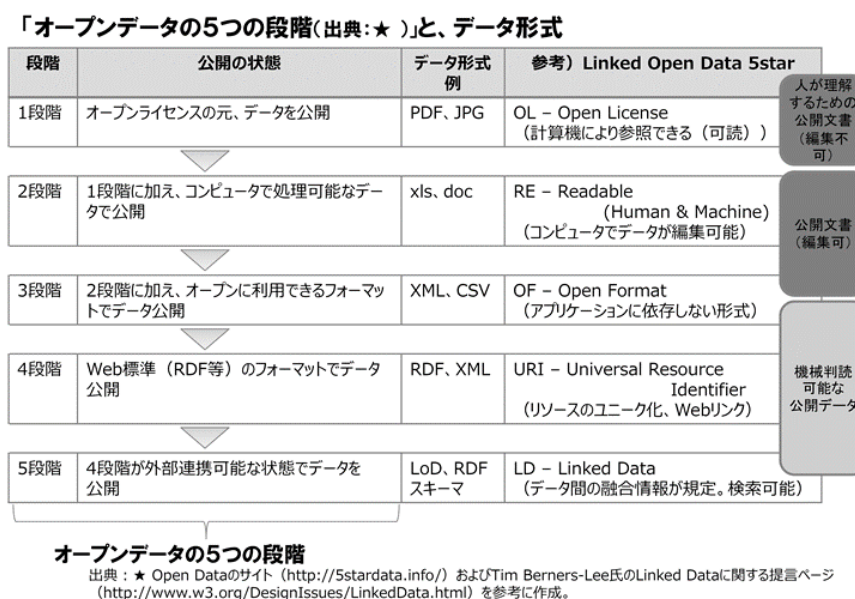 「オープンデータの5つの段階(出典:★ )」と、データ形式
段階
公開の状態
データ形式
例
参考）Linked Open Data 5star
1段階
オープンライセンスの元、データを公開
PDF、JPG
OL – Open License
（計算機により参照できる（可読））
人が理解
するための
公開文書
（編集不
可）
2段階
1段階に加え、コンピュータで処理可能なデー
タで公開
xls、doc
RE – Readable
(Human & Machine)
（コンピュータでデータが編集可能）
公開文書
（編集可）
3段階
2段階に加え、オープンに利用できるフォーマッ
トでデータ公開
XML、CSV
OF – Open Format
（アプリケーションに依存しない形式）
4段階
Web標準（RDF等）のフォーマットでデータ
公開
RDF、XML
URI – Universal Resource
Identifier
（リソースのユニーク化、Webリンク）
機械判読
可能な
公開データ
5段階
4段階が外部連携可能な状態でデータを
公開
LoD、RDF
スキーマ
LD – Linked Data
（データ間の融合情報が規定。検索可能）
オープンデータの5つの段階
出典：★ Open Dataのサイト（http://5stardata.info/）およびTim Berners-Lee氏のLinked Dataに関する提言ページ
（http://www.w3.org/DesignIssues/LinkedData.html）を参考に作成。